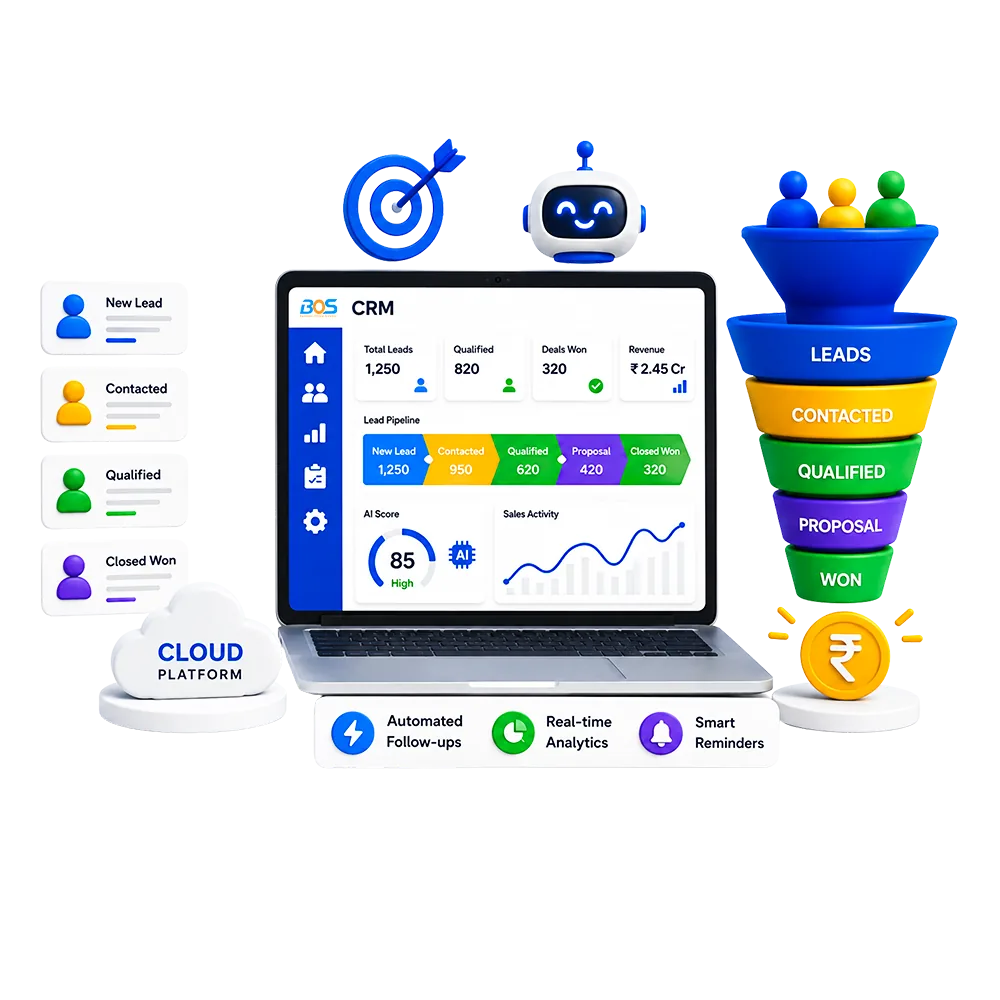 New Lead
Contacted
Qualified
Closed Won
CLOUD
PLATFORM
BOS CRM
Total Leads
1,250
Qualified
820
Deals Won
320
Revenue
₹ 2.45 Cr
Lead Pipeline
New Lead
1,250
Contacted
950
Qualified
620
Proposal
420
Closed Won
320
AI Score
85
High
AI
Sales Activity
LEADS
CONTACTED
QUALIFIED
PROPOSAL
WON
₹
Automated
Follow-ups
Real-time
Analytics
Smart
Reminders